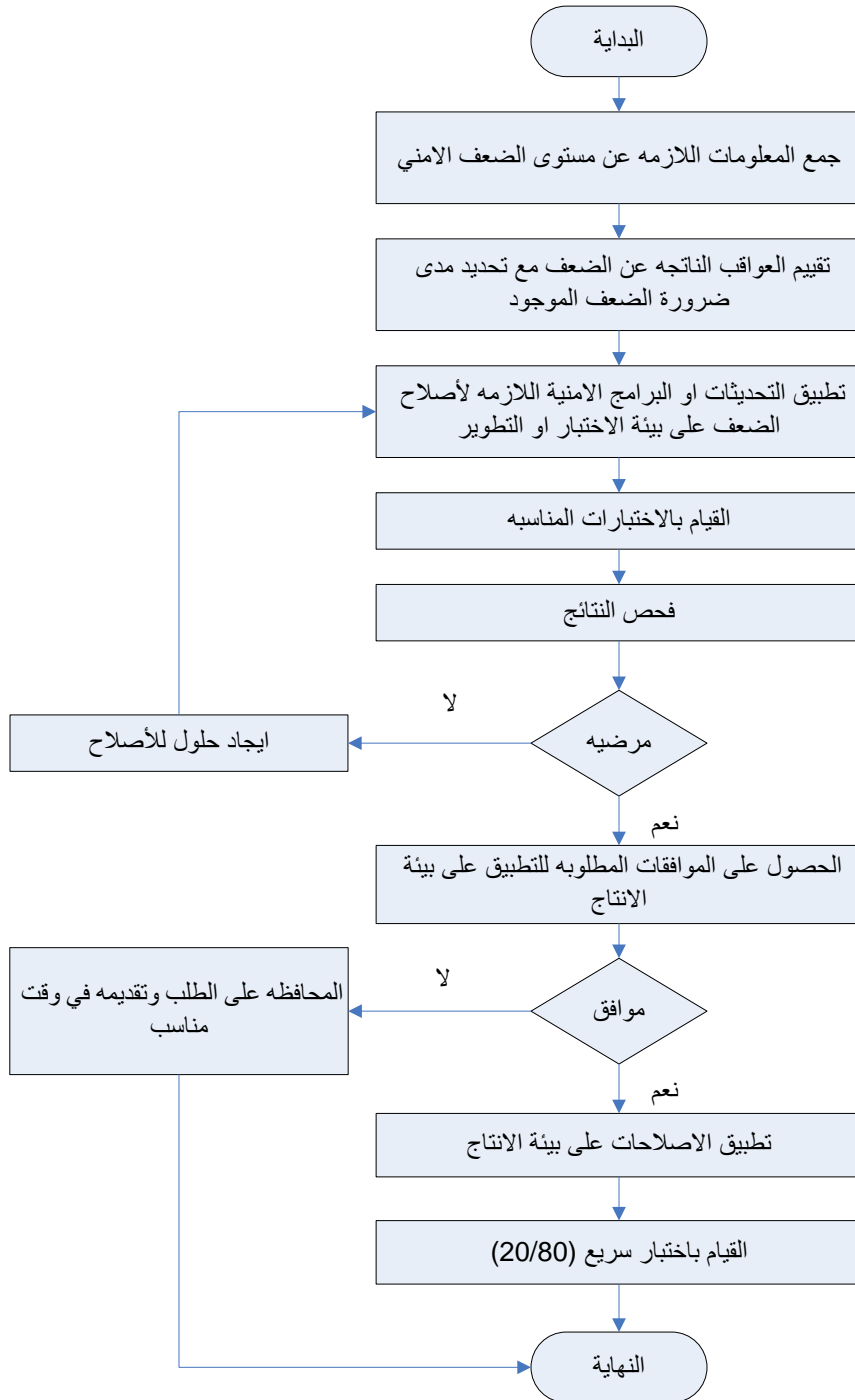 البداية
جمع المعلومات اللازمه عن مستوى الضعف الامني
تقييم العواقب الناتجه عن الضعف مع تحديد مدى
ضرورة الضعف الموجود
تطبيق التحديثات او البرامج الامنية اللازمه لأصلاح
الضعف على بيئة الاختبار او التطوير
القيام بالاختبارات المناسبه
فحص النتائج
مرضيه
لا
ايجاد حلول للأصلاح
نعم
الحصول على الموافقات المطلوبه للتطبيق على بيئة
الانتاج
موافق
لا
المحافظه على الطلب وتقديمه في وقت
مناسب
نعم
تطبيق الاصلاحات على بيئة الانتاج
القيام باختبار سريع (20/80)
النهاية